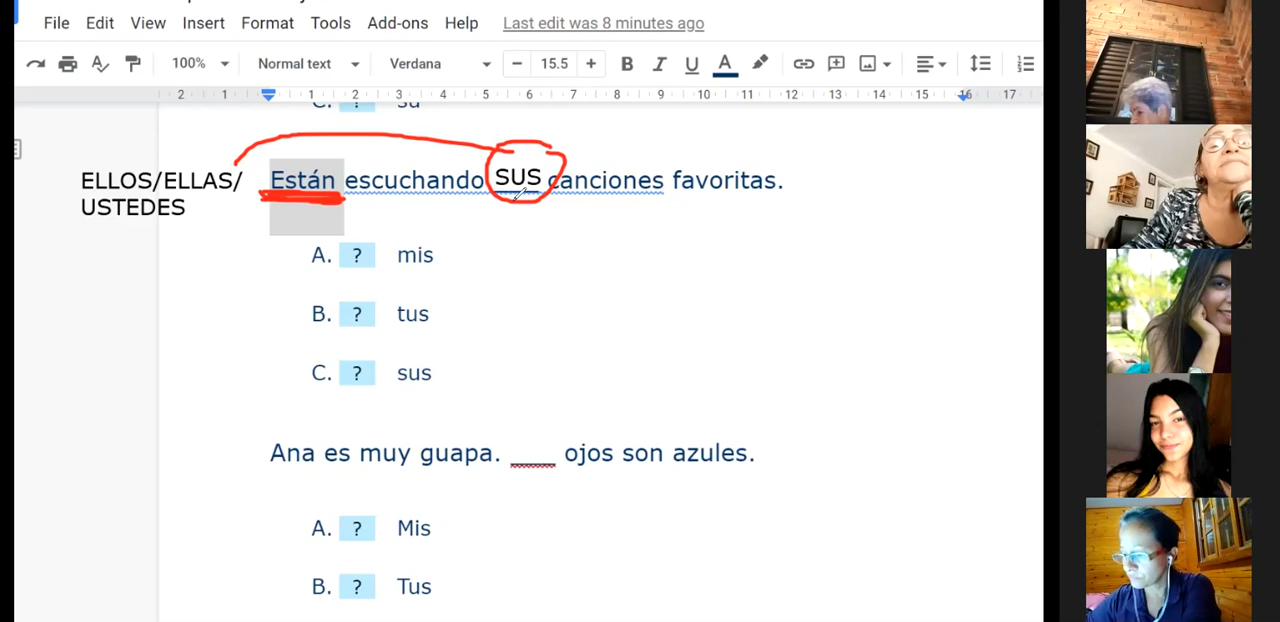 File Edit View Insert Format Tools Add-ons Help Last edit was 8 minutes ago
100% Normal text Verdana 15.5 B I U A
2 1 1 2 3 4 5 6 7 8 9 10 11 12 13 14 15 16 17
C. ? su
ELLOS/ELLAS/ Están escuchando SUS canciones favoritas.
USTEDES
A. ? mis
B. ? tus
C. ? sus
Ana es muy guapa. ____ ojos son azules.
A. ? Mis
B. ? Tus